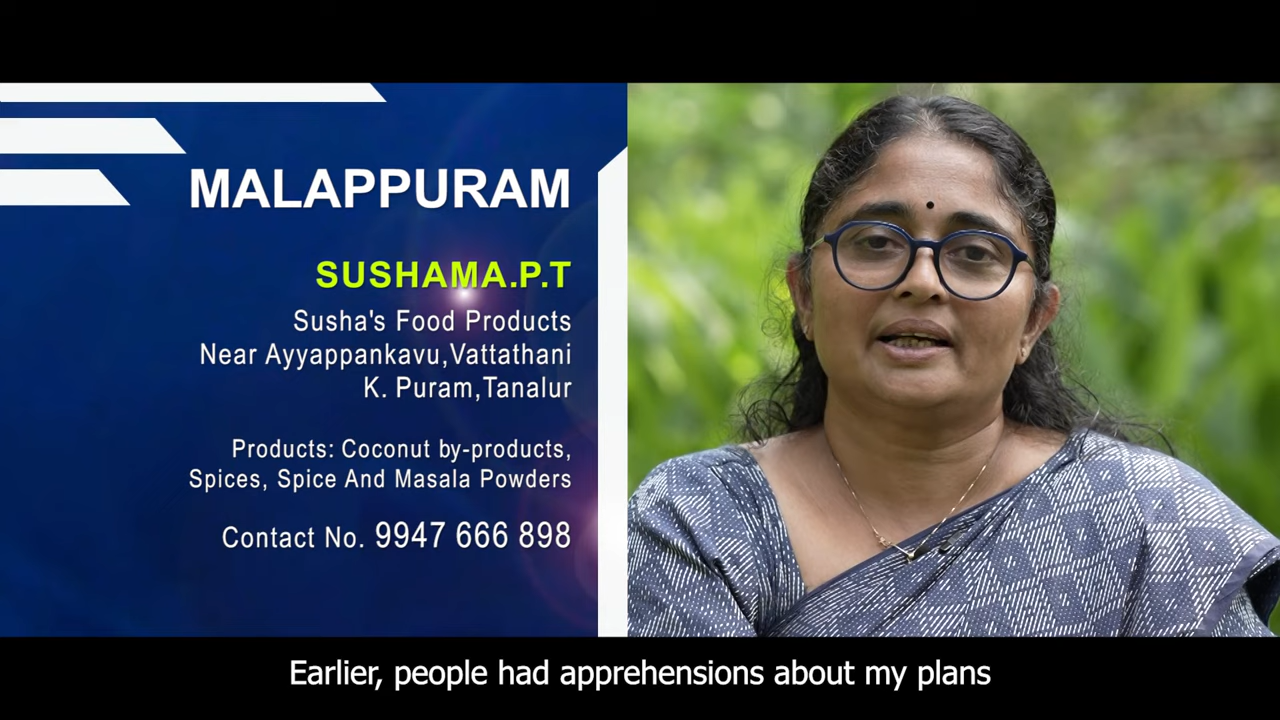 MALAPPURAM
SUSHAMA.P.T
Susha's Food Products
Near Ayyappankavu,Vattathani
K. Puram,Tanalur
Products: Coconut by-products,
Spices, Spice And Masala Powders
Contact No. 9947 666 898
Earlier, people had apprehensions about my plans